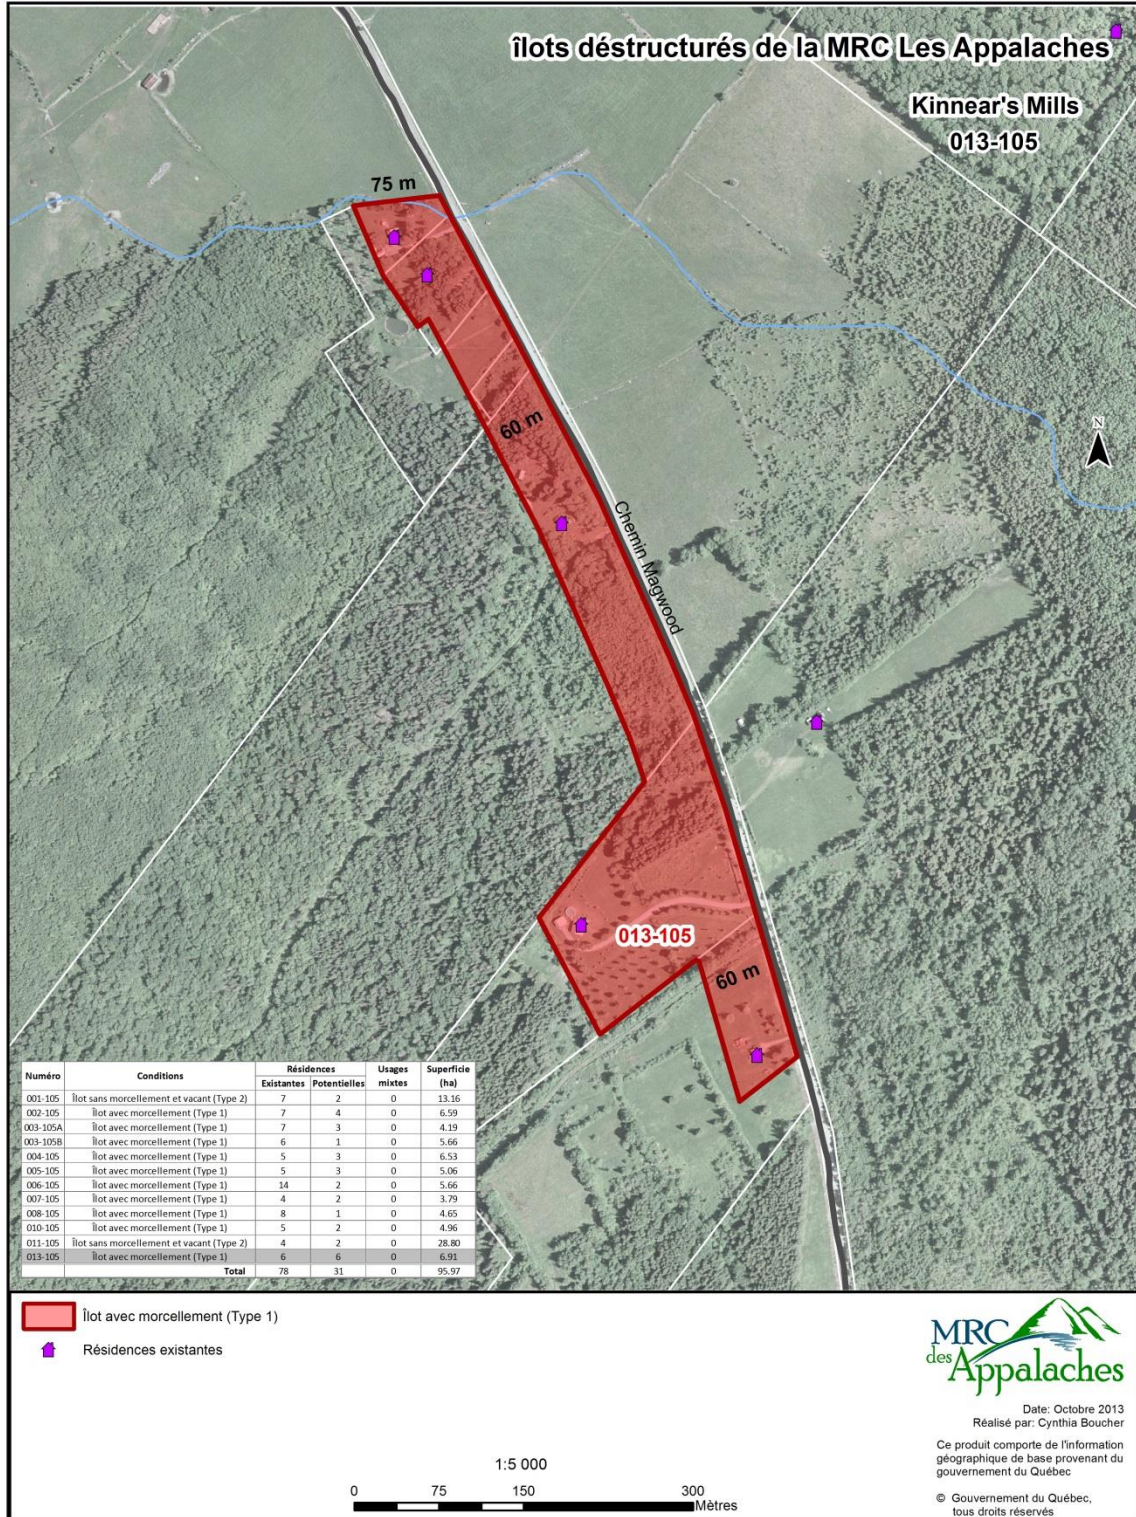 îlots déstructurés de la MRC Les Appalaches
Kinnear's Mills
013-105
75 m
60 m
N
Chemin Magwood
013-105
60 m
Numéro Conditions Résidences Usages mixtes Superficie (ha)
Existantes Potentielles
001-105 Îlot sans morcellement et vacant (Type 2) 7 2 0 13.16
002-105 Îlot avec morcellement (Type 1) 7 4 0 6.59
003-105A Îlot avec morcellement (Type 1) 7 3 0 4.19
003-105B Îlot avec morcellement (Type 1) 6 1 0 5.66
004-105 Îlot avec morcellement (Type 1) 5 3 0 6.53
005-105 Îlot avec morcellement (Type 1) 5 3 0 5.06
006-105 Îlot avec morcellement (Type 1) 14 2 0 5.66
007-105 Îlot avec morcellement (Type 1) 4 2 0 3.79
008-105 Îlot avec morcellement (Type 1) 8 1 0 4.65
010-105 Îlot avec morcellement (Type 1) 5 2 0 4.96
011-105 Îlot sans morcellement et vacant (Type 2) 4 2 0 28.80
013-105 Îlot avec morcellement (Type 1) 6 6 0 6.91
Total 78 31 0 95.97
Îlot avec morcellement (Type 1)
Résidences existantes
MRC
des Appalaches
Date: Octobre 2013
Réalisé par: Cynthia Boucher
Ce produit comporte de l'information
géographique de base provenant du
gouvernement du Québec
© Gouvernement du Québec,
tous droits réservés
1:5 000
0 75 150 300
Mètres